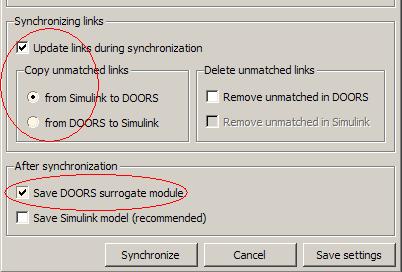 Synchronizing links
Update links during synchronization
Copy unmatched links
Delete unmatched links
from Simulink to DOORS
Remove unmatched in DOORS
from DOORS to Simulink
Remove unmatched in Simulink
After synchronization
Save DOORS surrogate module
Save Simulink model (recommended)
Synchronize
Cancel
Save settings